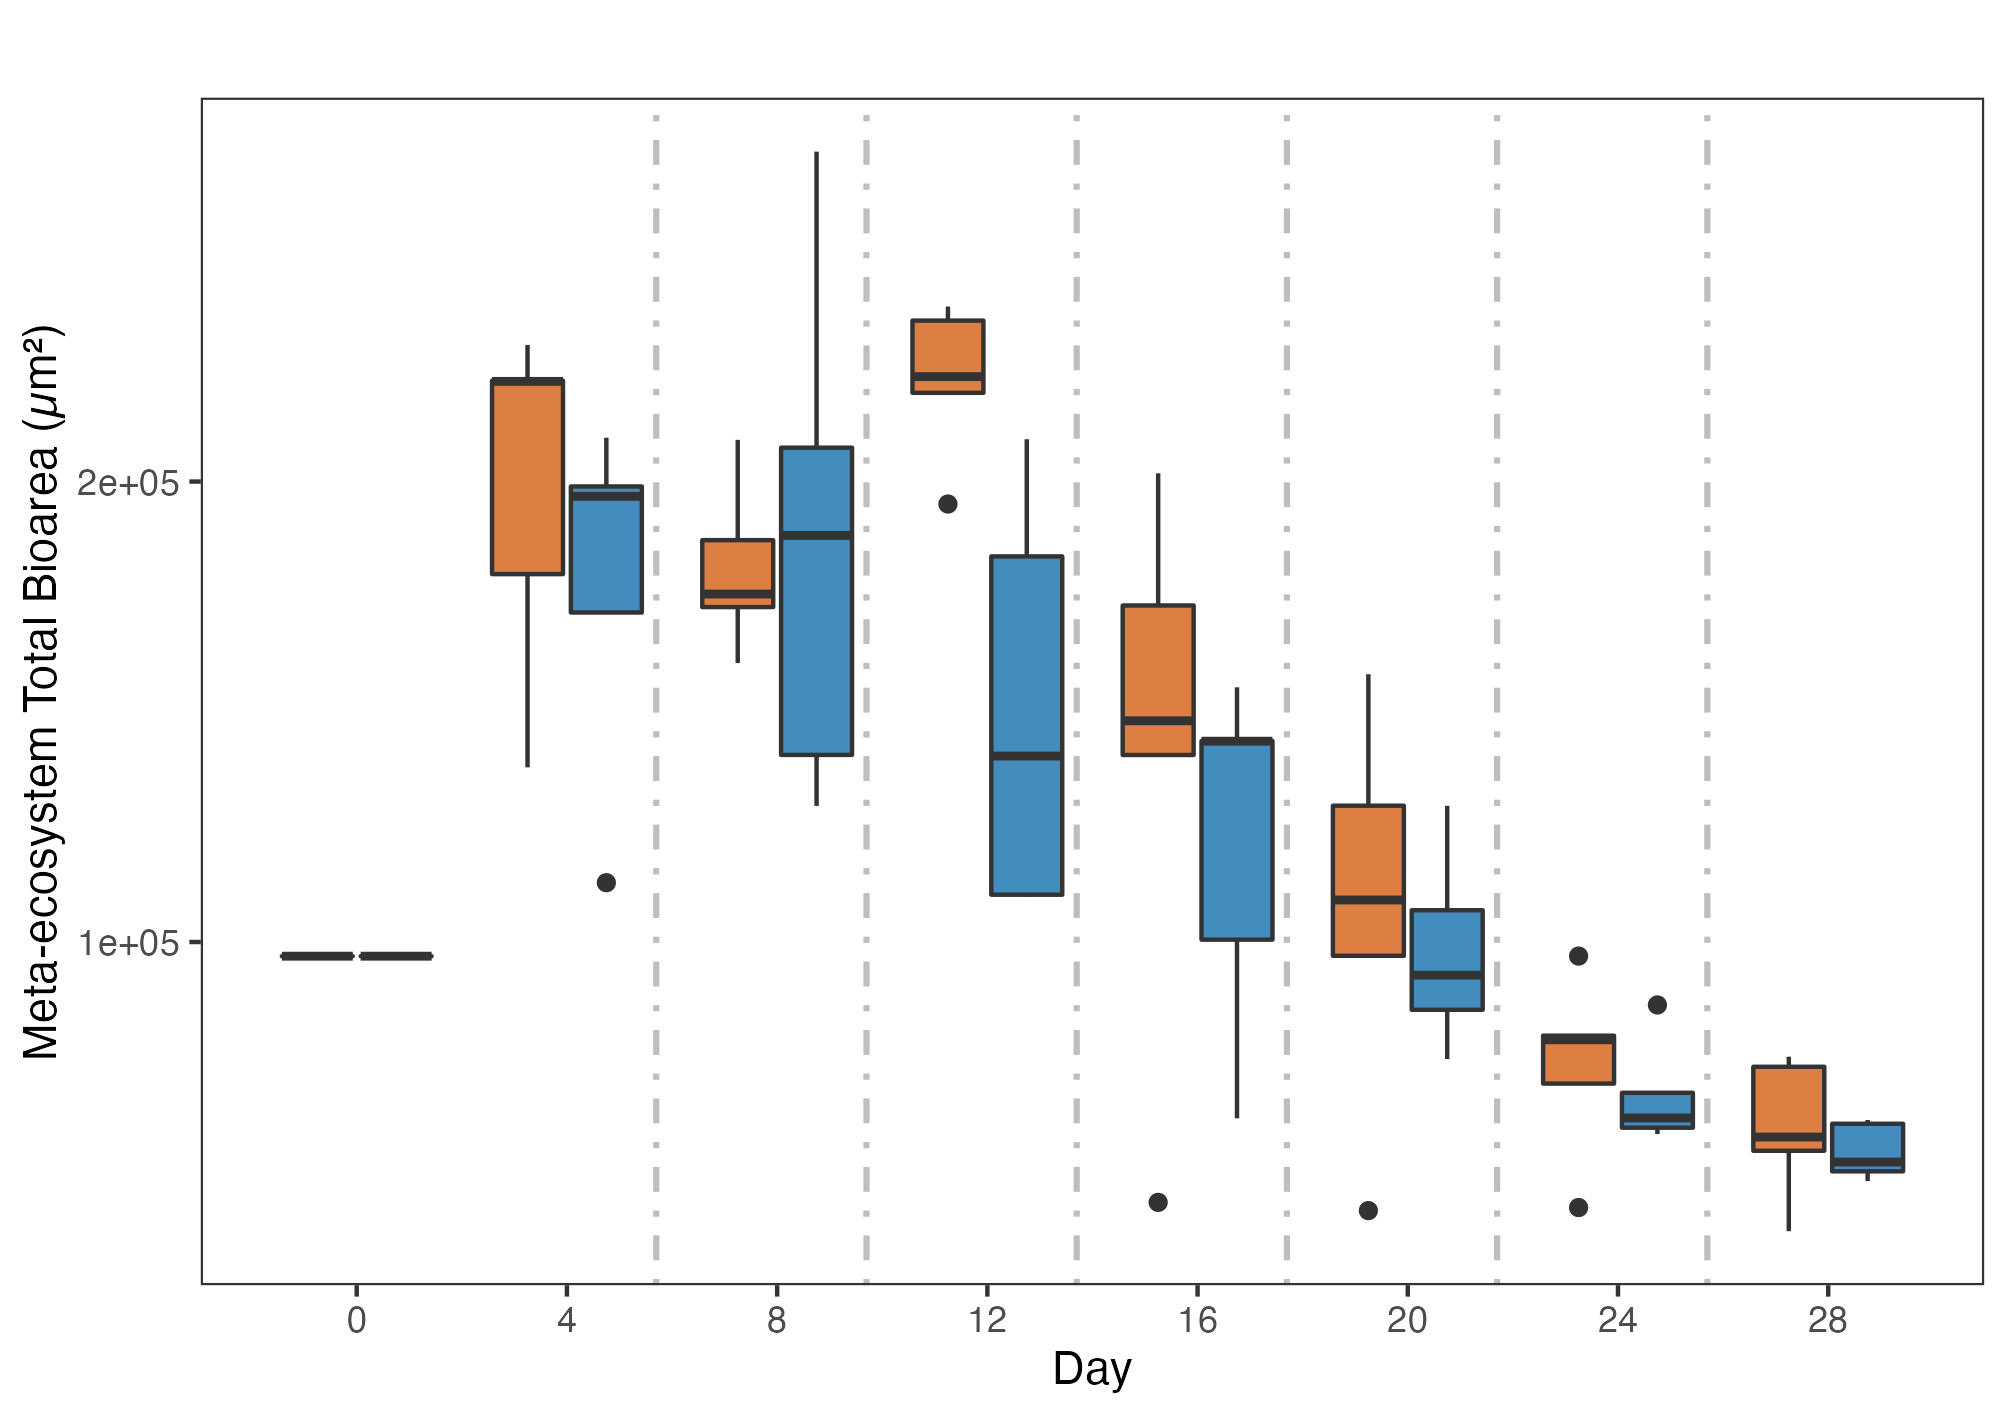 Meta-ecosystem Total Bioarea (µm²)
2e+05
1e+05
0 4 8 12 16 20 24 28
Day